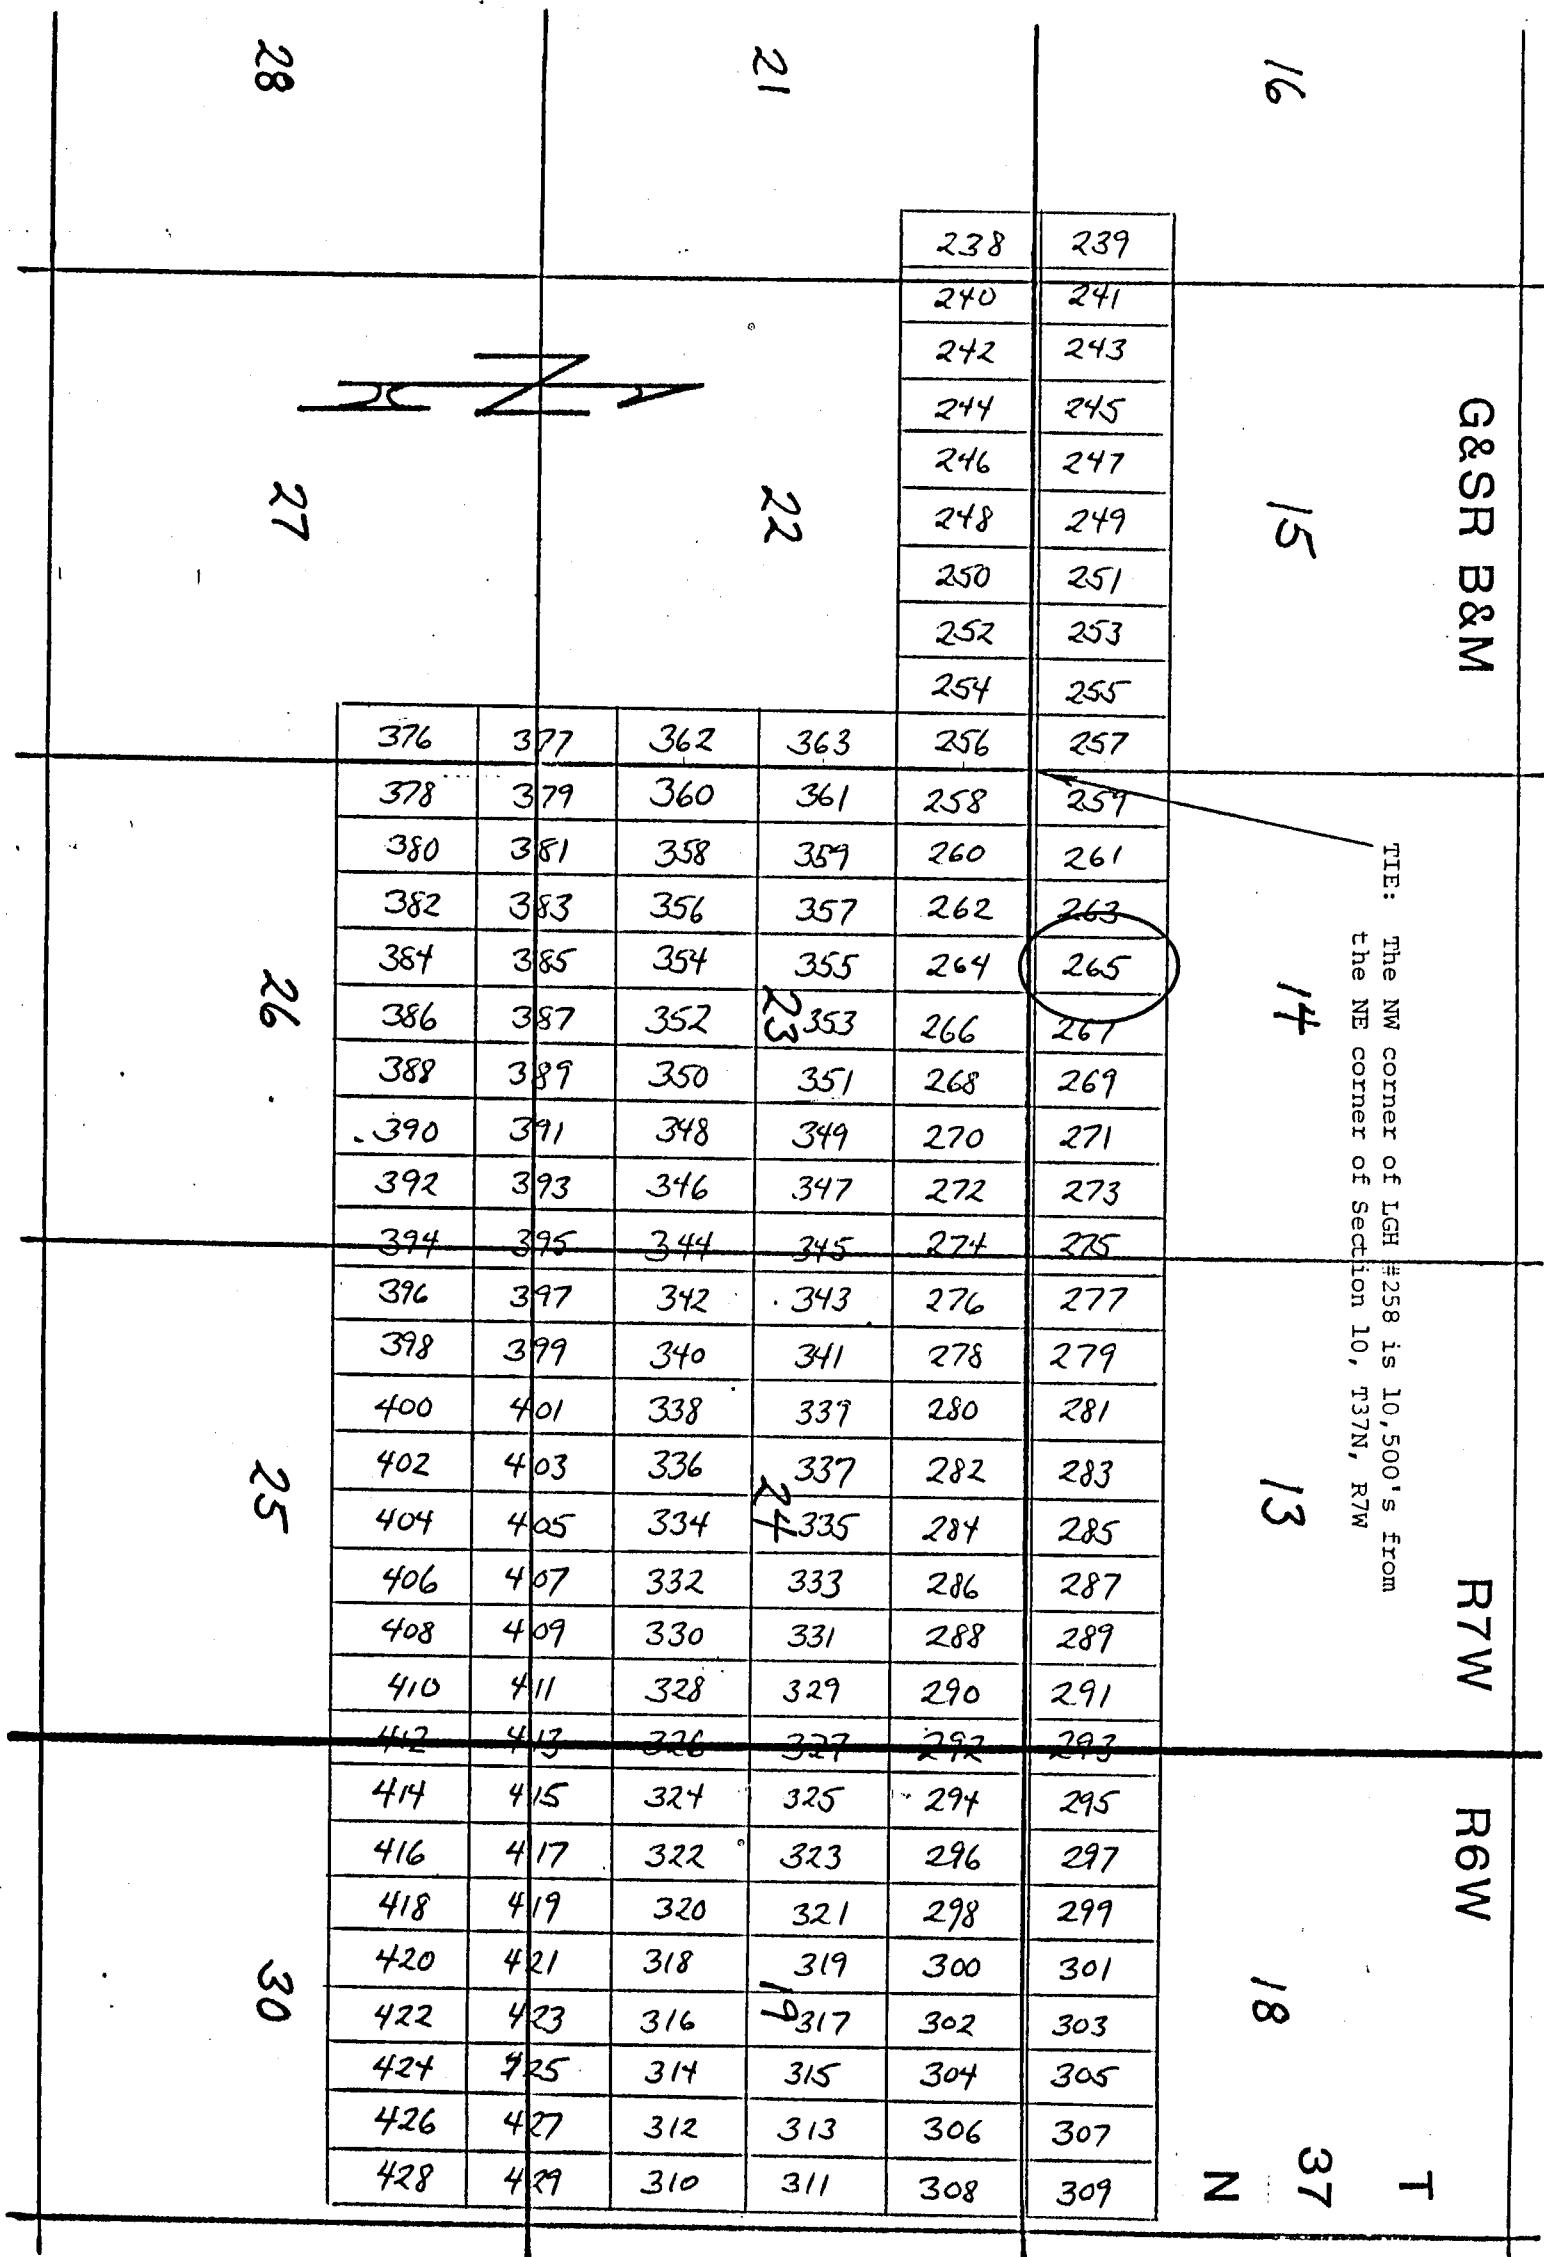 G&SR B&M
R7W
R6W
T
37
N
TIE: The NW corner of LGH #258 is 10,500's from
the NE corner of Section 10, T37N, R7W
16
15
14
13
18
21
22
23
24
19
28
27
26
25
30
N
238 239
240 241
242 243
244 245
246 247
248 249
250 251
252 253
254 255
376 377 362 363 256 257
378 379 360 361 258 259
380 381 358 359 260 261
382 383 356 357 262 263
384 385 354 355 264 265
386 387 352 353 266 267
388 389 350 351 268 269
390 391 348 349 270 271
392 393 346 347 272 273
394 395 344 345 274 275
396 397 342 343 276 277
398 399 340 341 278 279
400 401 338 339 280 281
402 403 336 337 282 283
404 405 334 335 284 285
406 407 332 333 286 287
408 409 330 331 288 289
410 411 328 329 290 291
412 413 326 327 292 293
414 415 324 325 294 295
416 417 322 323 296 297
418 419 320 321 298 299
420 421 318 319 300 301
422 423 316 317 302 303
424 425 314 315 304 305
426 427 312 313 306 307
428 429 310 311 308 309